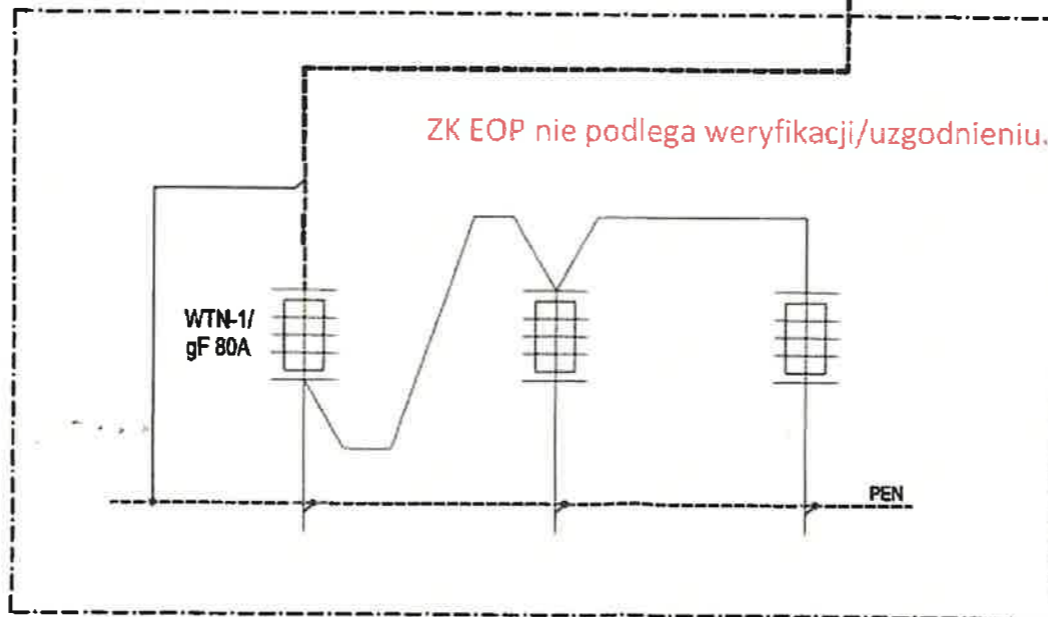 ZK EOP nie podlega weryfikacji/uzgodnieniu.
WTN-1/
gF 80A
PEN